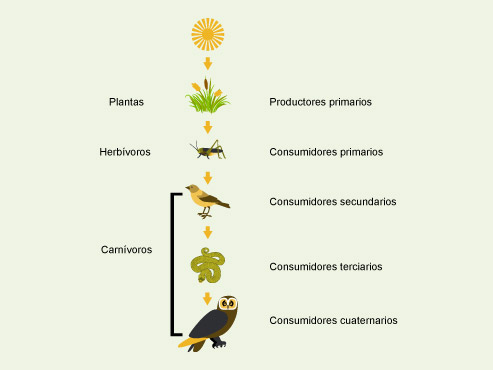 Plantas
Productores primarios
Herbívoros
Consumidores primarios
Consumidores secundarios
Carnívoros
Consumidores terciarios
Consumidores cuaternarios